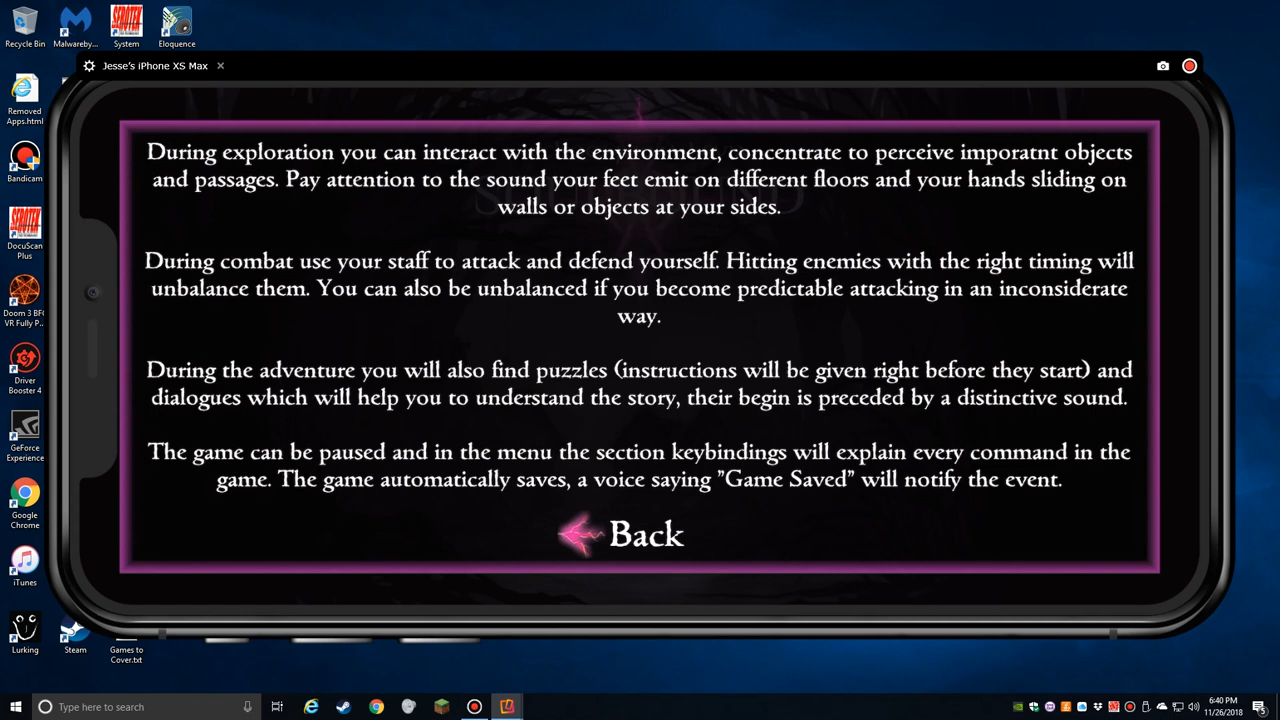 Recycle Bin
Malwareby...
System
Eloquence
Jesse's iPhone XS Max
Removed
Apps.html
Bandicam
DocuScan
Plus
Doom 3 BFG
VR Fully P...
Driver
Booster 4
GeForce
Experience
Google
Chrome
iTunes
Lurking
Steam
Games to
Cover.txt
SEROTEK
SEROTEK
During exploration you can interact with the environment, concentrate to perceive imporatnt objects
and passages. Pay attention to the sound your feet emit on different floors and your hands sliding on
walls or objects at your sides.
During combat use your staff to attack and defend yourself. Hitting enemies with the right timing will
unbalance them. You can also be unbalanced if you become predictable attacking in an inconsiderate
way.
During the adventure you will also find puzzles (instructions will be given right before they start) and
dialogues which will help you to understand the story, their begin is preceded by a distinctive sound.
The game can be paused and in the menu the section keybindings will explain every command in the
game. The game automatically saves, a voice saying "Game Saved" will notify the event.
Back
Type here to search
6:40 PM
11/26/2018
5